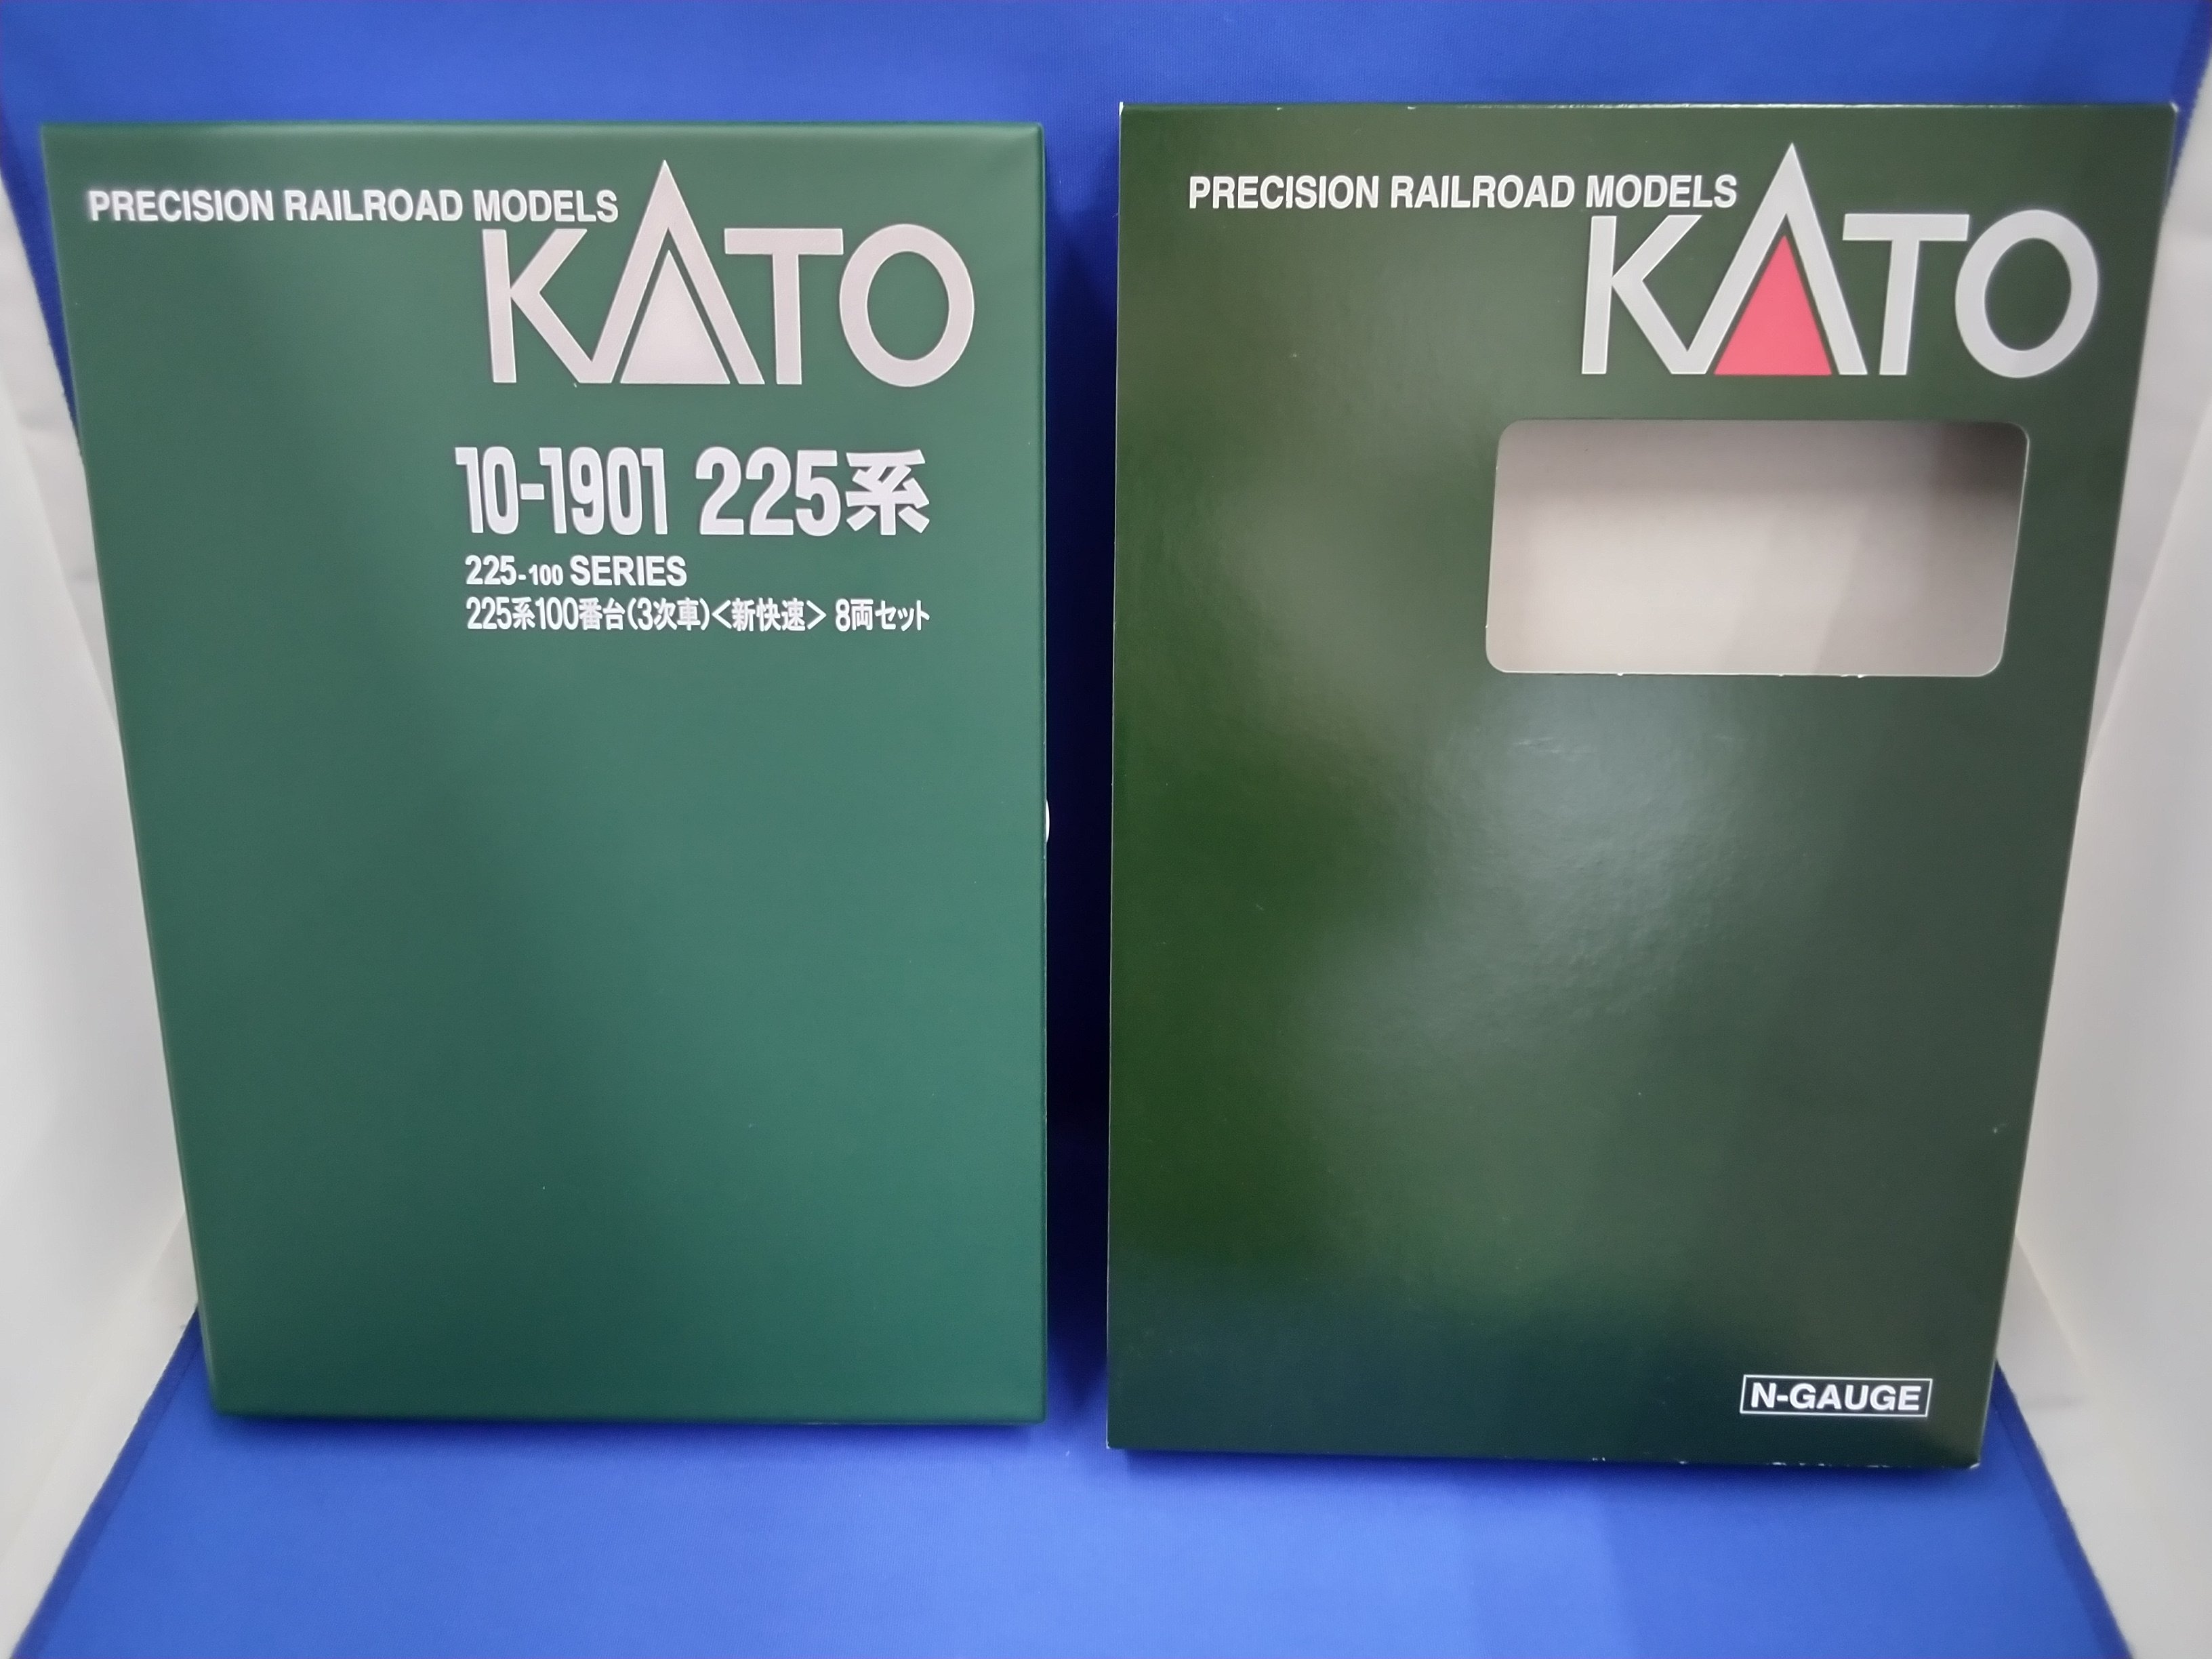 PRECISION RAILROAD MODELS
KATO
10-1901 225系
225-100 SERIES
225系100番台(3次車)<新快速> 8両セット
PRECISION RAILROAD MODELS
KATO
N-GAUGE